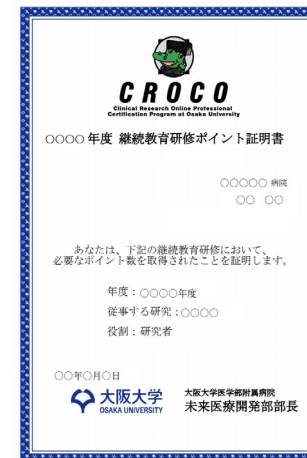 CROCO
Clinical Research Online Professional
Certification Program at Osaka University
○○○○年度 継続教育研修ポイント証明書
○○○○○ 病院
○○ ○○
あなたは、下記の継続教育研修において、
必要なポイント数を取得されたことを証明します。
年度：○○○○年度
従事する研究：○○○○
役割：研究者
○○年○月○日
大阪大学
OSAKA UNIVERSITY
大阪大学医学部附属病院
未来医療開発部部長